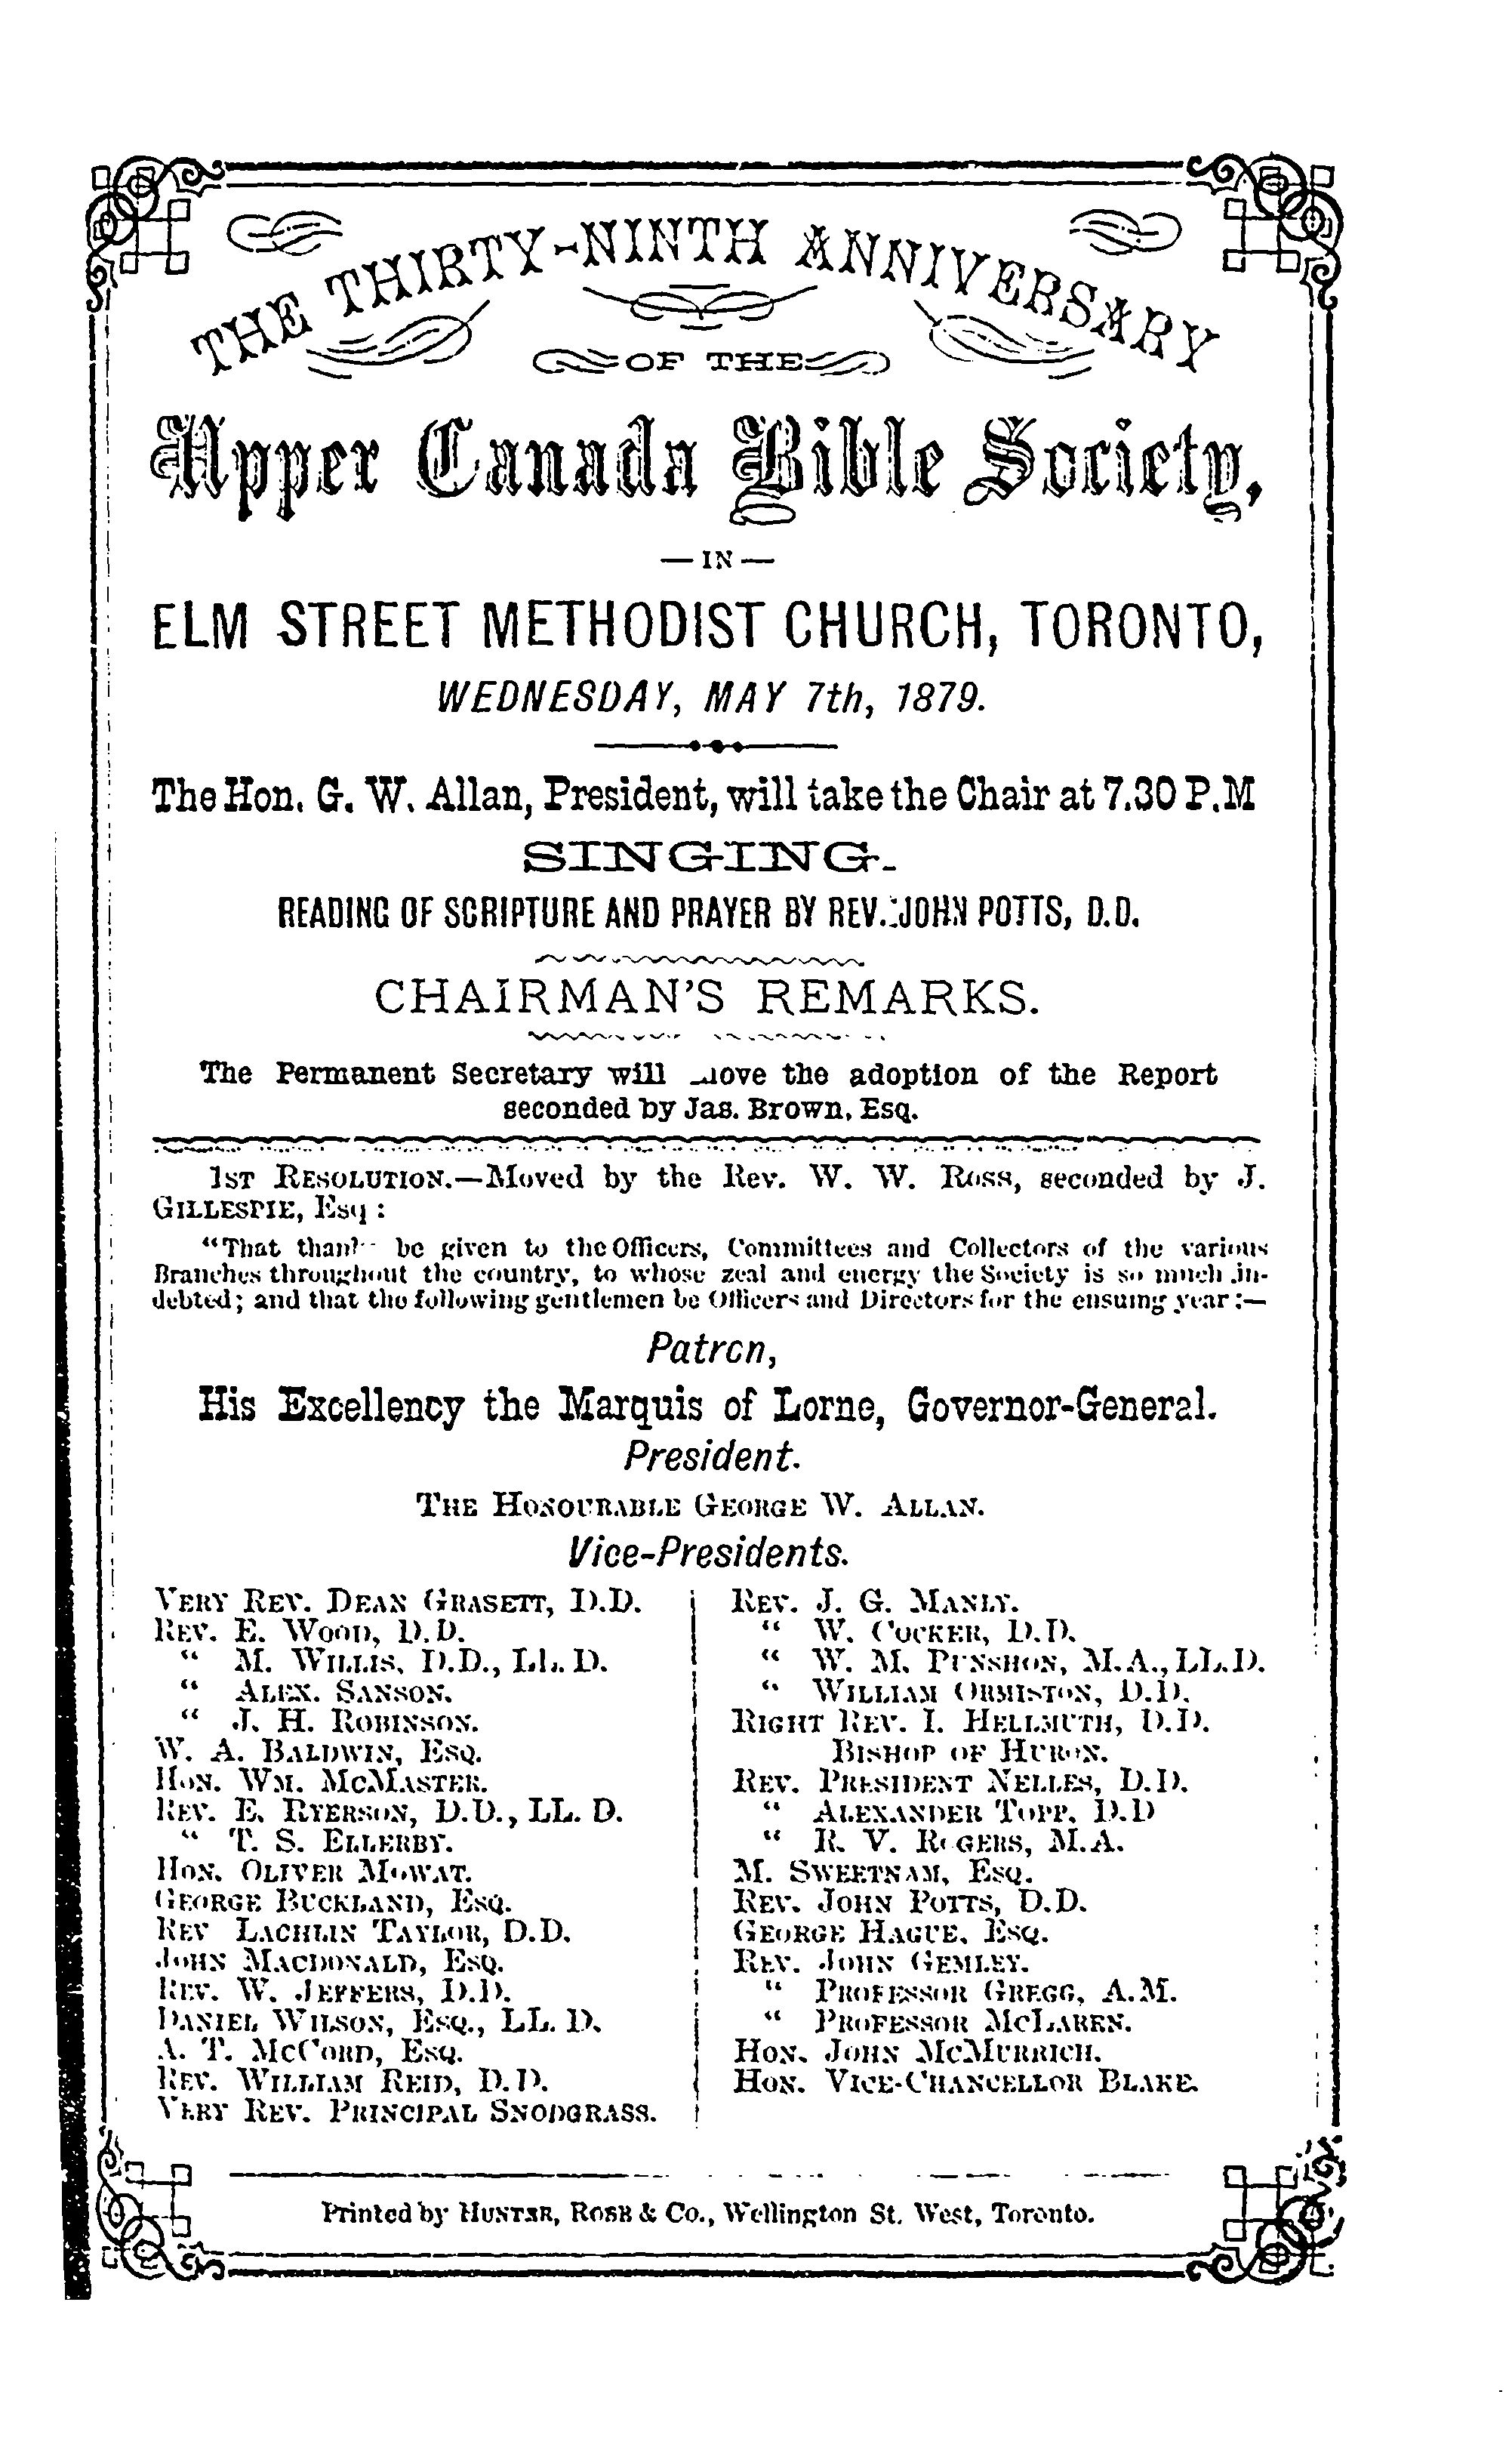 THE THIRTY-NINTH ANNIVERSARY
OF THE
Upper Canada Bible Society,
— IN —
ELM STREET METHODIST CHURCH, TORONTO,
WEDNESDAY, MAY 7th, 1879.
The Hon. G. W. Allan, President, will take the Chair at 7.30 P.M
SINGING.
READING OF SCRIPTURE AND PRAYER BY REV. JOHN POTTS, D.D.
CHAIRMAN'S REMARKS.
The Permanent Secretary will move the adoption of the Report
seconded by Jas. Brown, Esq.
1ST RESOLUTION.—Moved by the Rev. W. W. Ross, seconded by J.
GILLESPIE, Esq :
"That thanks be given to the Officers, Committees and Collectors of the various
Branches throughout the country, to whose zeal and energy the Society is so much in-
debted; and that the following gentlemen be Officers and Directors for the ensuing year :—
Patron,
His Excellency the Marquis of Lorne, Governor-General.
President.
THE HONOURABLE GEORGE W. ALLAN.
Vice-Presidents.
VERY REV. DEAN GRASETT, D.D.
REV. E. WOOD, D.D.
" M. WILLIS, D.D., LL. D.
" ALEX. SANSON.
" J. H. ROBINSON.
W. A. BALDWIN, ESQ.
HON. WM. MCMASTER.
REV. E. RYERSON, D.D., LL. D.
" T. S. ELLERBY.
HON. OLIVER MOWAT.
GEORGE BUCKLAND, ESQ.
REV LACHLIN TAYLOR, D.D.
JOHN MACDONALD, ESQ.
REV. W. JEFFERS, D.D.
DANIEL WILSON, ESQ., LL. D.
A. T. MCCORD, ESQ.
REV. WILLIAM REID, D.D.
VERY REV. PRINCIPAL SNODGRASS.
REV. J. G. MANLY.
" W. COCKER, D.D.
" W. M. PUNSHON, M.A., LL.D.
" WILLIAM ORMISTON, D.D.
RIGHT REV. I. HELLMUTH, D.D.
BISHOP OF HURON.
REV. PRESIDENT NELLES, D.D.
" ALEXANDER TOPP, D.D
" R. V. ROGERS, M.A.
M. SWEETNAM, ESQ.
REV. JOHN POTTS, D.D.
GEORGE HAGUE, ESQ.
REV. JOHN GEMLEY.
" PROFESSOR GREGG, A.M.
" PROFESSOR MCLAREN.
HON. JOHN MCMURRICH.
HON. VICE-CHANCELLOR BLAKE.
Printed by HUNTER, ROSE & Co., Wellington St. West, Toronto.